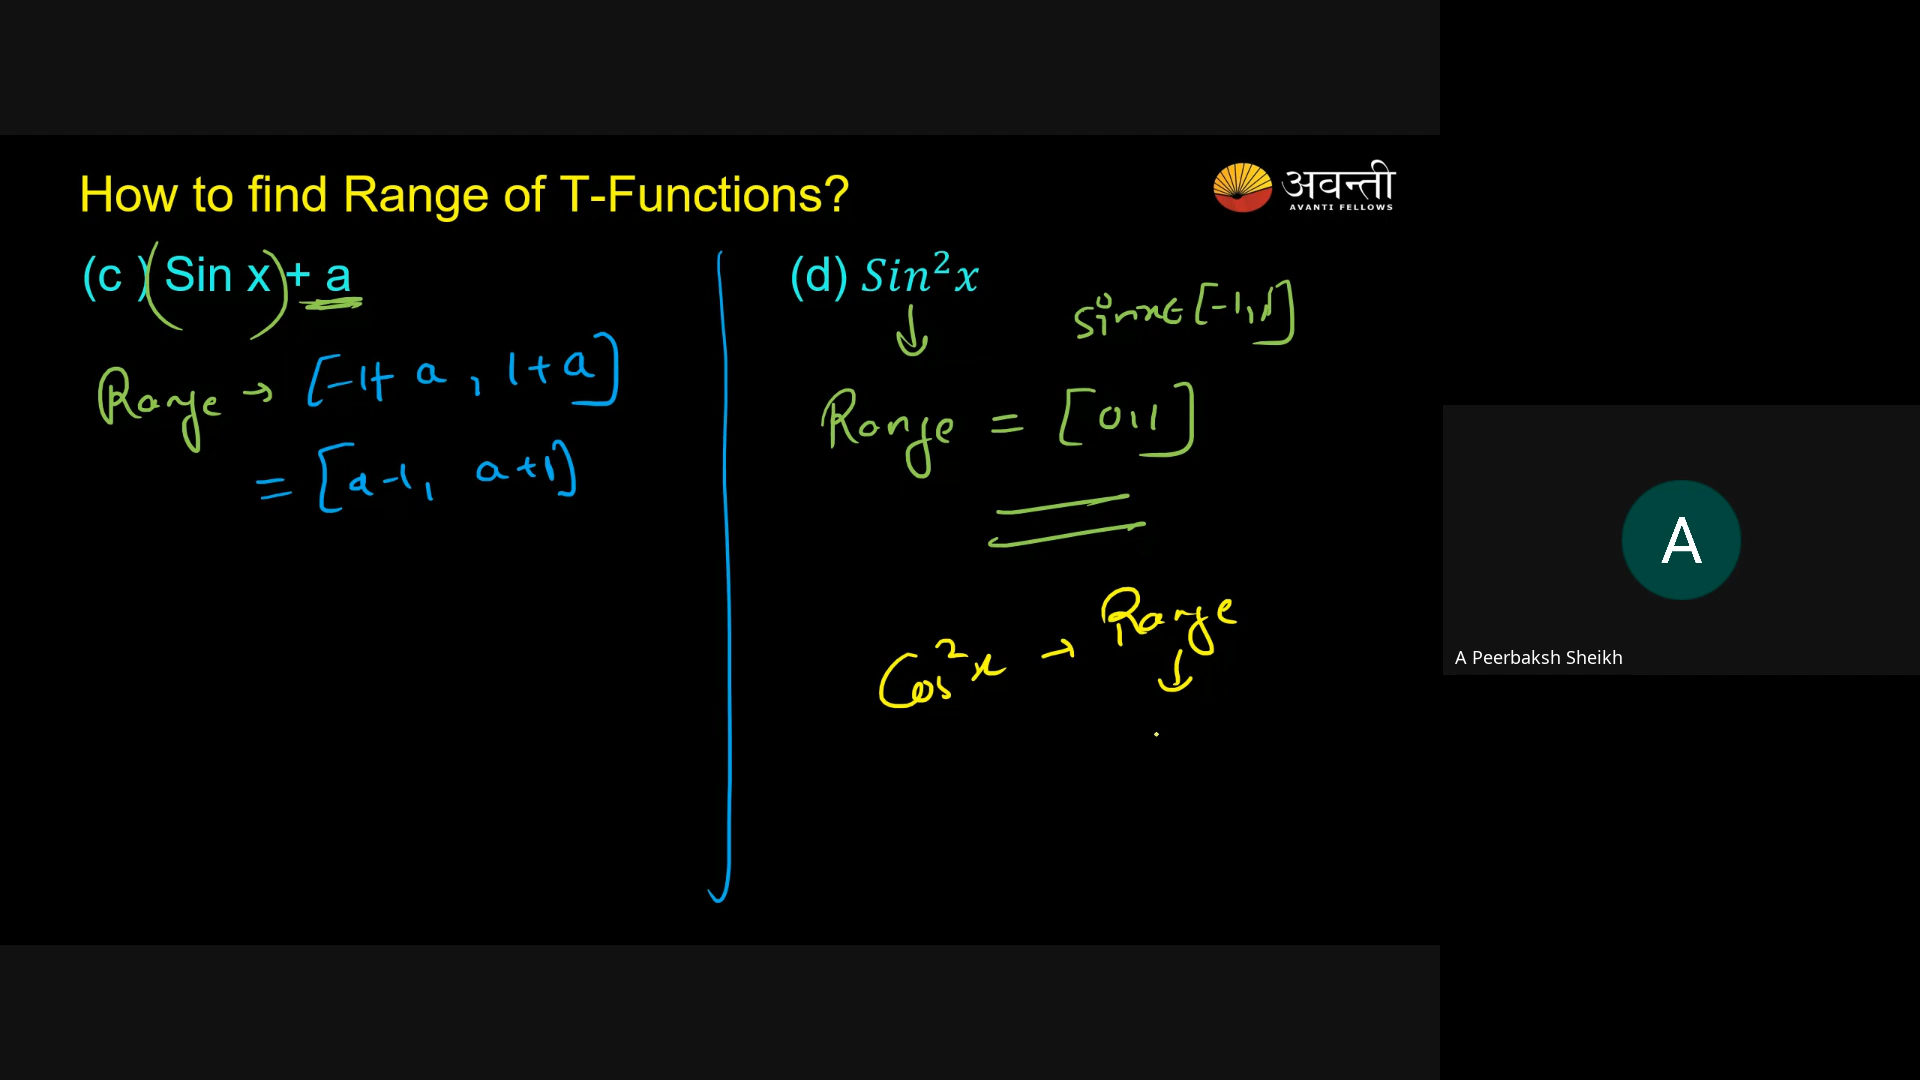 How to find Range of T-Functions?
अवन्ती
AVANTI FELLOWS
(c ) (Sin x) + a
Range → [-1+ a , 1+a]
= [a-1, a+1]
(d) Sin²x
sinx∈ [-1,1]
Range = [0,1]
Cos²x → Range
A
A Peerbaksh Sheikh